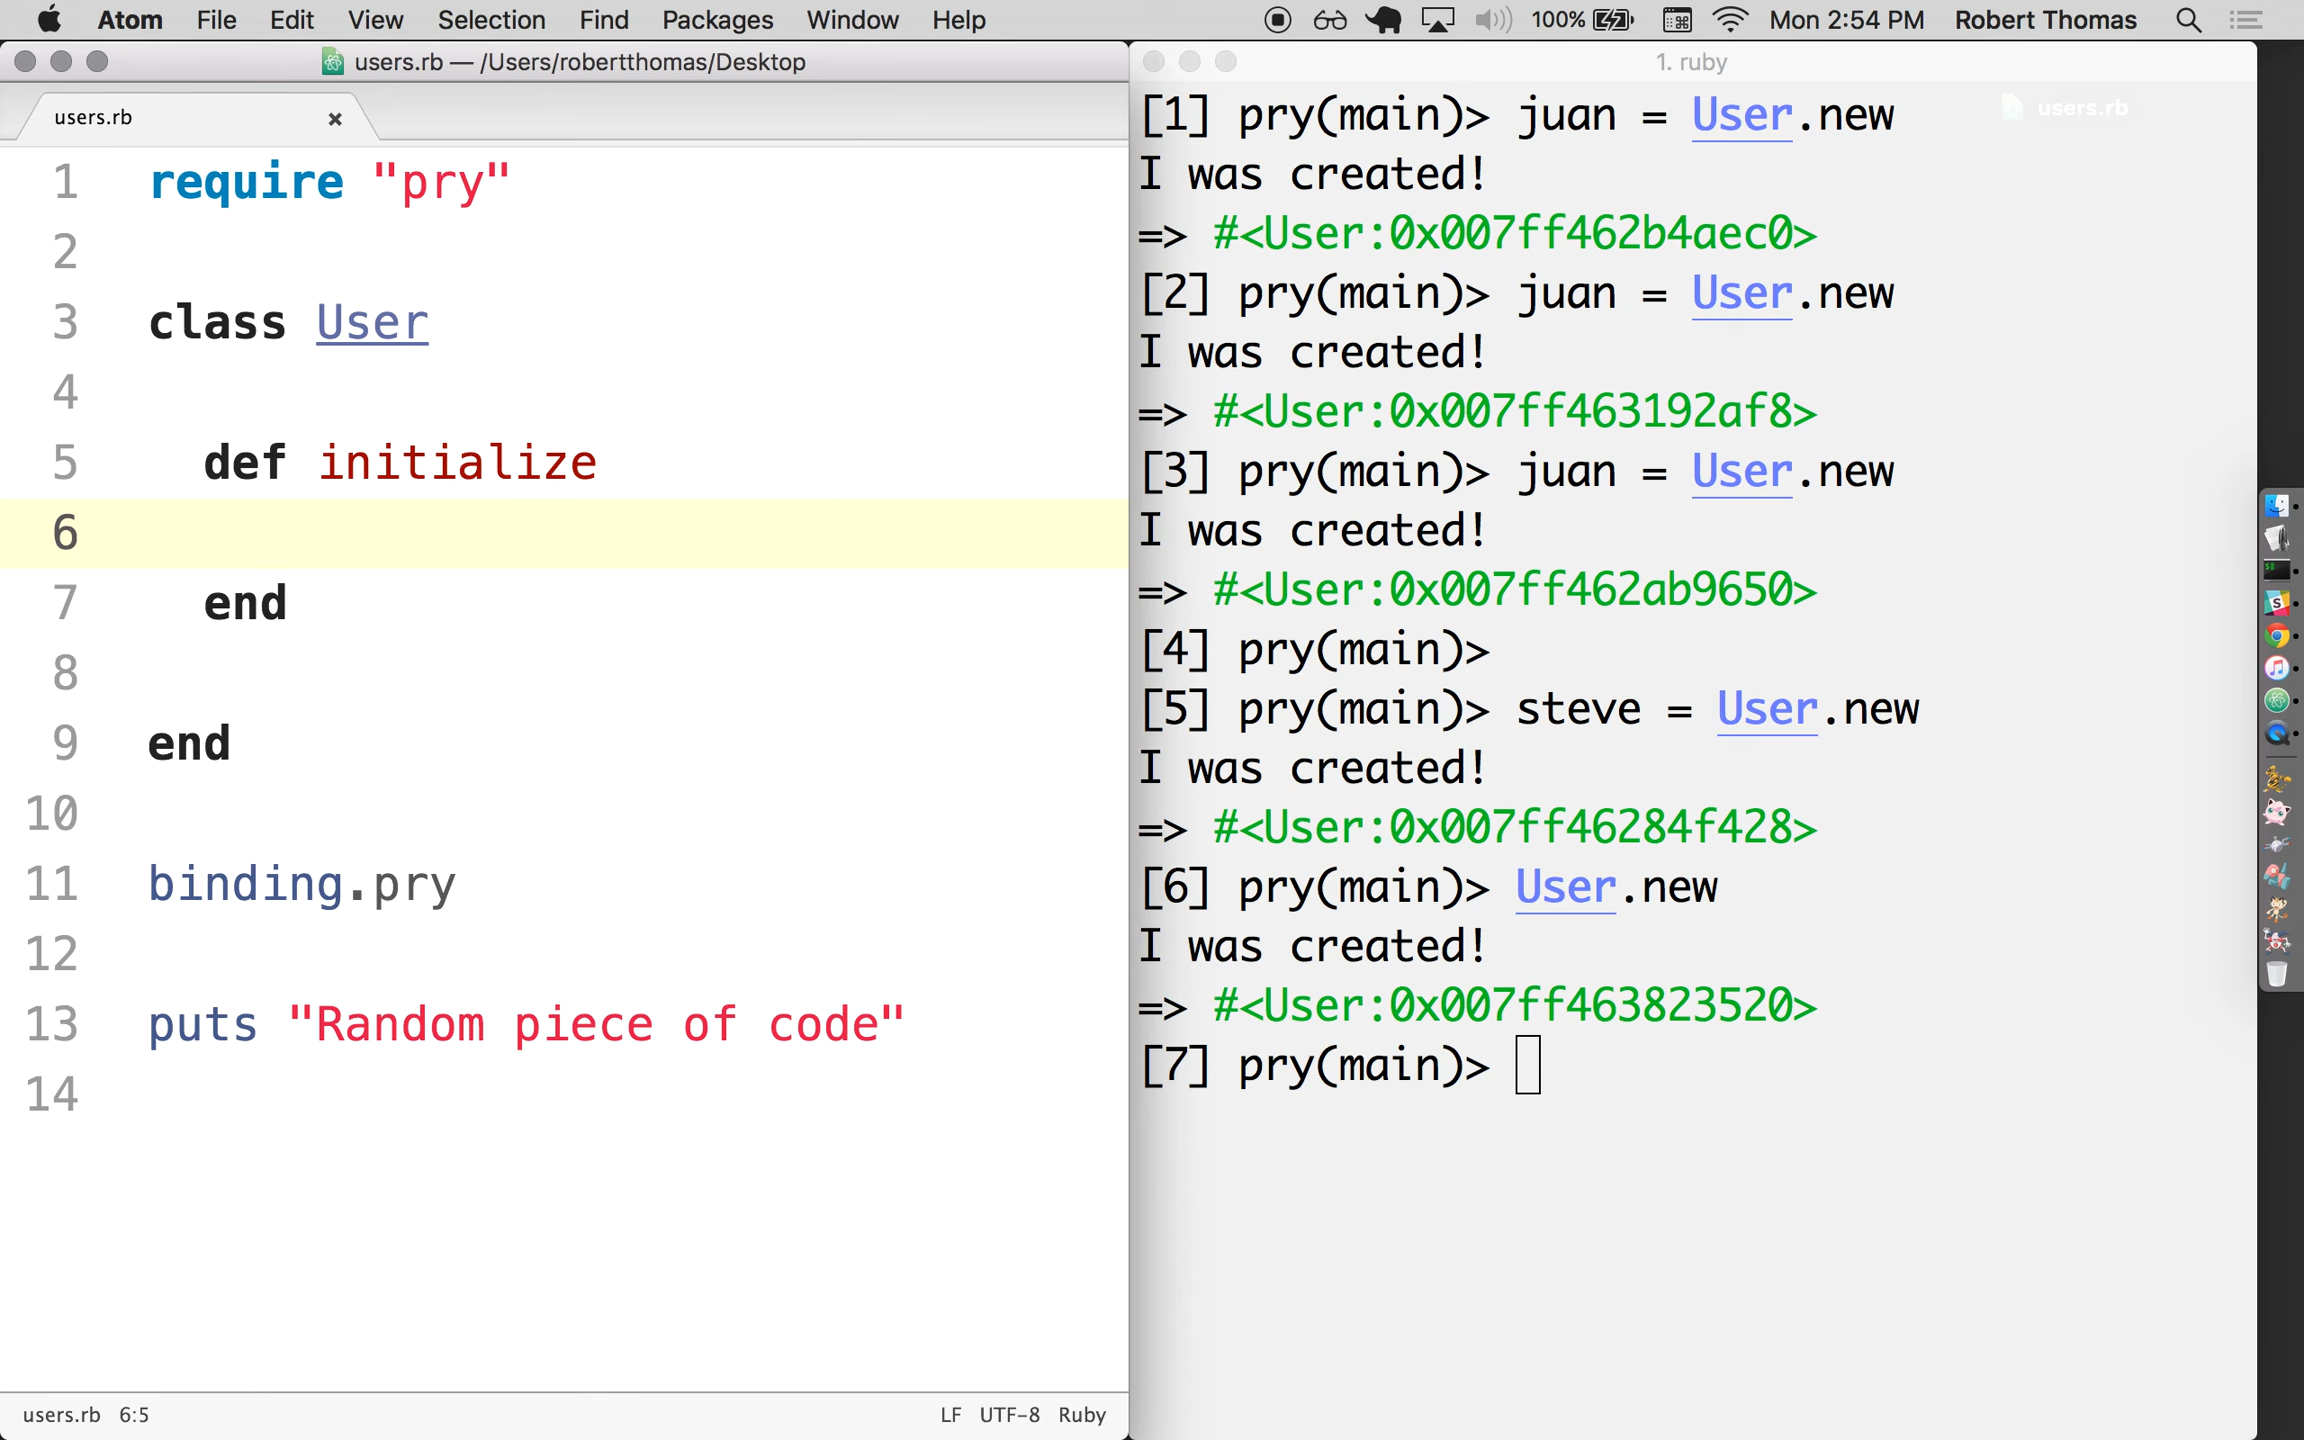 Atom File Edit View Selection Find Packages Window Help 100% Mon 2:54 PM Robert Thomas
users.rb — /Users/robertthomas/Desktop
users.rb
1 require "pry"
2
3 class User
4
5 def initialize
6
7 end
8
9 end
10
11 binding.pry
12
13 puts "Random piece of code"
14
users.rb 6:5 LF UTF-8 Ruby
1. ruby
users.rb
[1] pry(main)> juan = User.new
I was created!
=> #<User:0x007ff462b4aec0>
[2] pry(main)> juan = User.new
I was created!
=> #<User:0x007ff463192af8>
[3] pry(main)> juan = User.new
I was created!
=> #<User:0x007ff462ab9650>
[4] pry(main)>
[5] pry(main)> steve = User.new
I was created!
=> #<User:0x007ff46284f428>
[6] pry(main)> User.new
I was created!
=> #<User:0x007ff463823520>
[7] pry(main)>